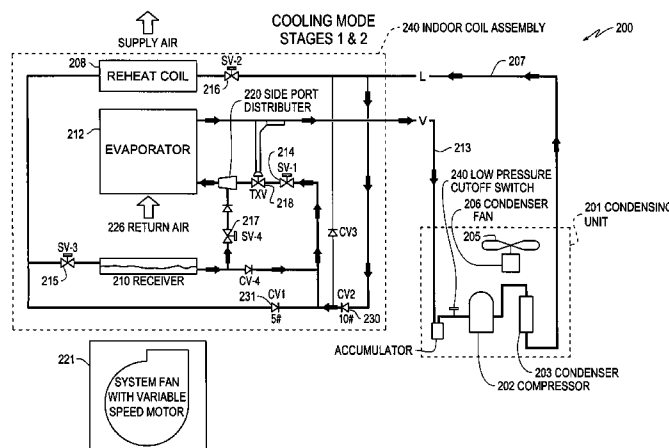 COOLING MODE
STAGES 1 & 2
SUPPLY AIR
240 INDOOR COIL ASSEMBLY
200
208
REHEAT COIL
SV-2
216
L
207
220 SIDE PORT
DISTRIBUTER
212
EVAPORATOR
214
SV-1
V
213
TXV
218
226 RETURN AIR
217
SV-4
CV3
240 LOW PRESSURE
CUTOFF SWITCH
206 CONDENSER
FAN
205
201 CONDENSING
UNIT
SV-3
215
210 RECEIVER
CV-4
231
CV1
5#
CV2
10#
230
ACCUMULATOR
203 CONDENSER
202 COMPRESSOR
221
SYSTEM FAN
WITH VARIABLE
SPEED MOTOR